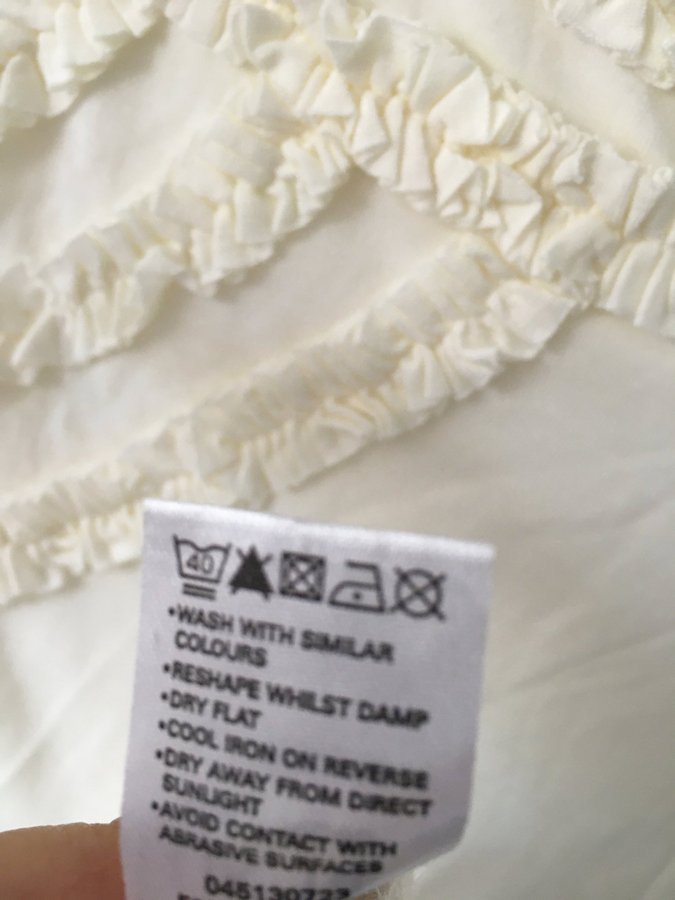 40
•WASH WITH SIMILAR
COLOURS
•RESHAPE WHILST DAMP
•DRY FLAT
•COOL IRON ON REVERSE
•DRY AWAY FROM DIRECT
SUNLIGHT
•AVOID CONTACT WITH
ABRASIVE SURFACES
045130723